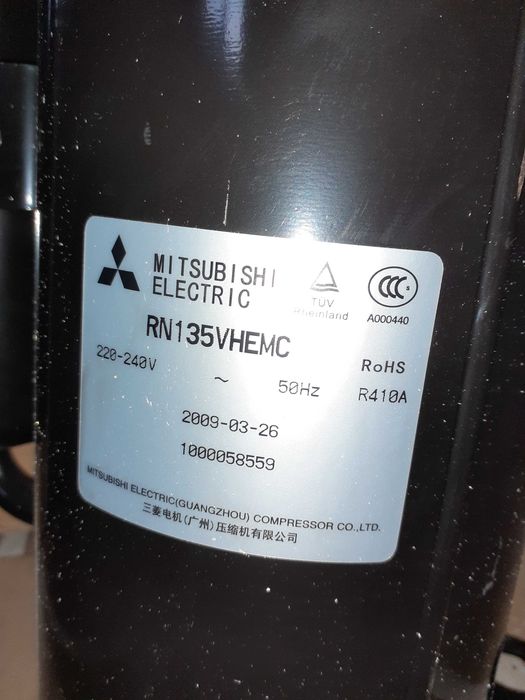 MITSUBISHI
ELECTRIC
TÜV
Rheinland
CCC S
A000440
RN135VHEMC
RoHS
220-240V ~ 50Hz R410A
2009-03-26
1000058559
MITSUBISHI ELECTRIC(GUANGZHOU) COMPRESSOR CO.,LTD.
三菱电机(广州)压缩机有限公司